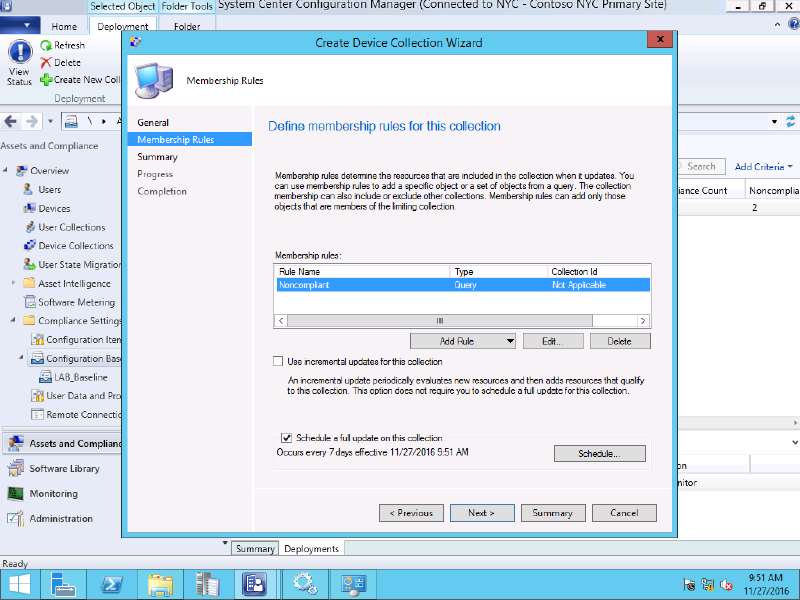 Selected Object
Folder Tools
System Center Configuration Manager (Connected to NYC - Contoso NYC Primary Site)
Home
Deployment
Folder
View
Status
Refresh
Delete
Create New Coll
Deployment
Create Device Collection Wizard
Membership Rules
General
Membership Rules
Summary
Progress
Completion
Define membership rules for this collection
Membership rules determine the resources that are included in the collection when it updates. You
can use membership rules to add a specific object or a set of objects from a query. The collection
membership can also include or exclude other collections. Membership rules can add only those
objects that are members of the limiting collection.
Membership rules:
Rule Name Type Collection Id
Noncompliant Query Not Applicable
Add Rule Edit... Delete
Use incremental updates for this collection
An incremental update periodically evaluates new resources and then adds resources that qualify
to this collection. This option does not require you to schedule a full update for this collection.
Schedule a full update on this collection
Occurs every 7 days effective 11/27/2016 9:51 AM
Schedule...
< Previous Next > Summary Cancel
\ A
Assets and Compliance
Overview
Users
Devices
User Collections
Device Collections
User State Migration
Asset Intelligence
Software Metering
Compliance Settings
Configuration Item
Configuration Base
LAB_Baseline
User Data and Pro
Remote Connectio
Assets and Complianc
Software Library
Monitoring
Administration
Search Add Criteria
iance Count Noncomplia
2
on
nitor
Summary Deployments
Ready
9:51 AM
11/27/2016